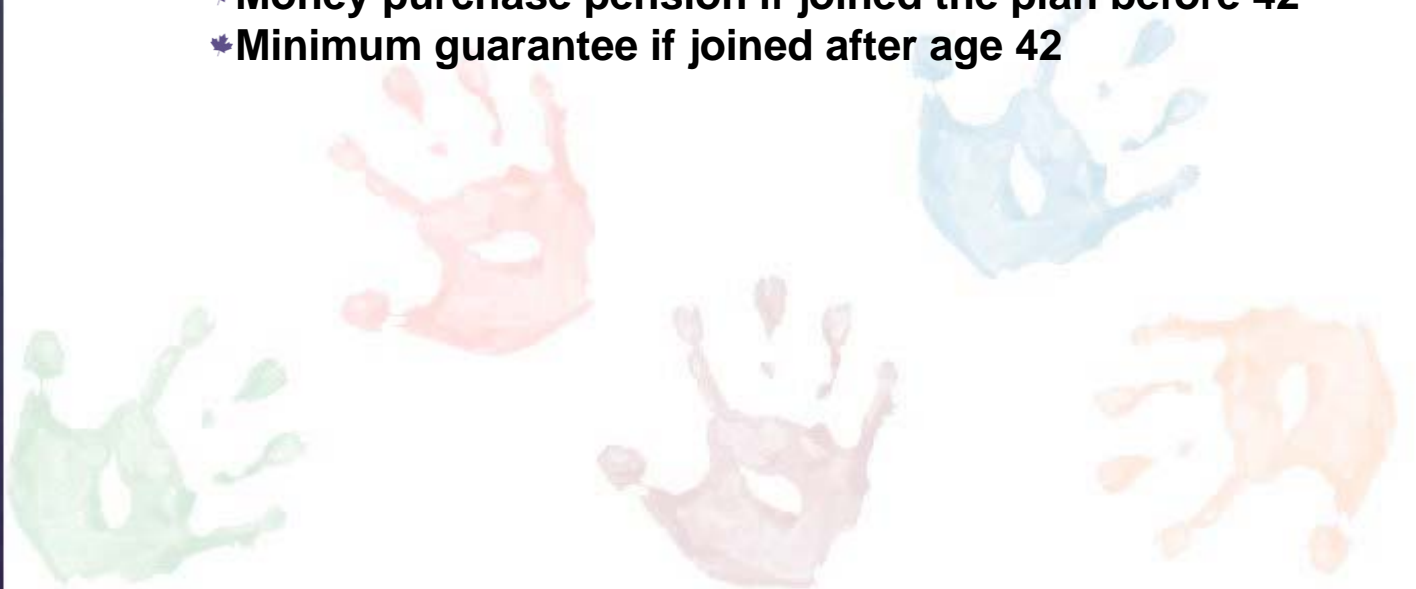 Money purchase pension if joined the plan before 42
Minimum guarantee if joined after age 42